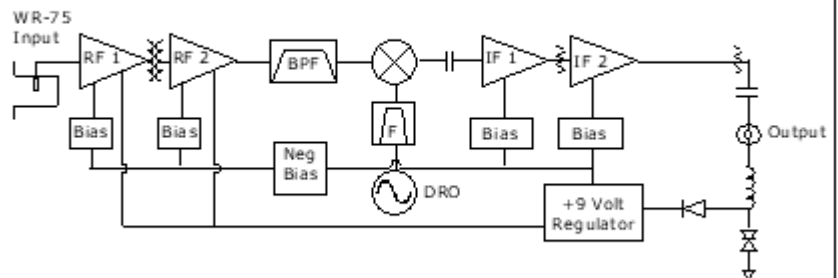 WR-75
Input
RF 1
RF 2
BPF
IF 1
IF 2
Bias
Bias
F
Bias
Bias
Output
Neg
Bias
DRO
+9 Volt
Regulator